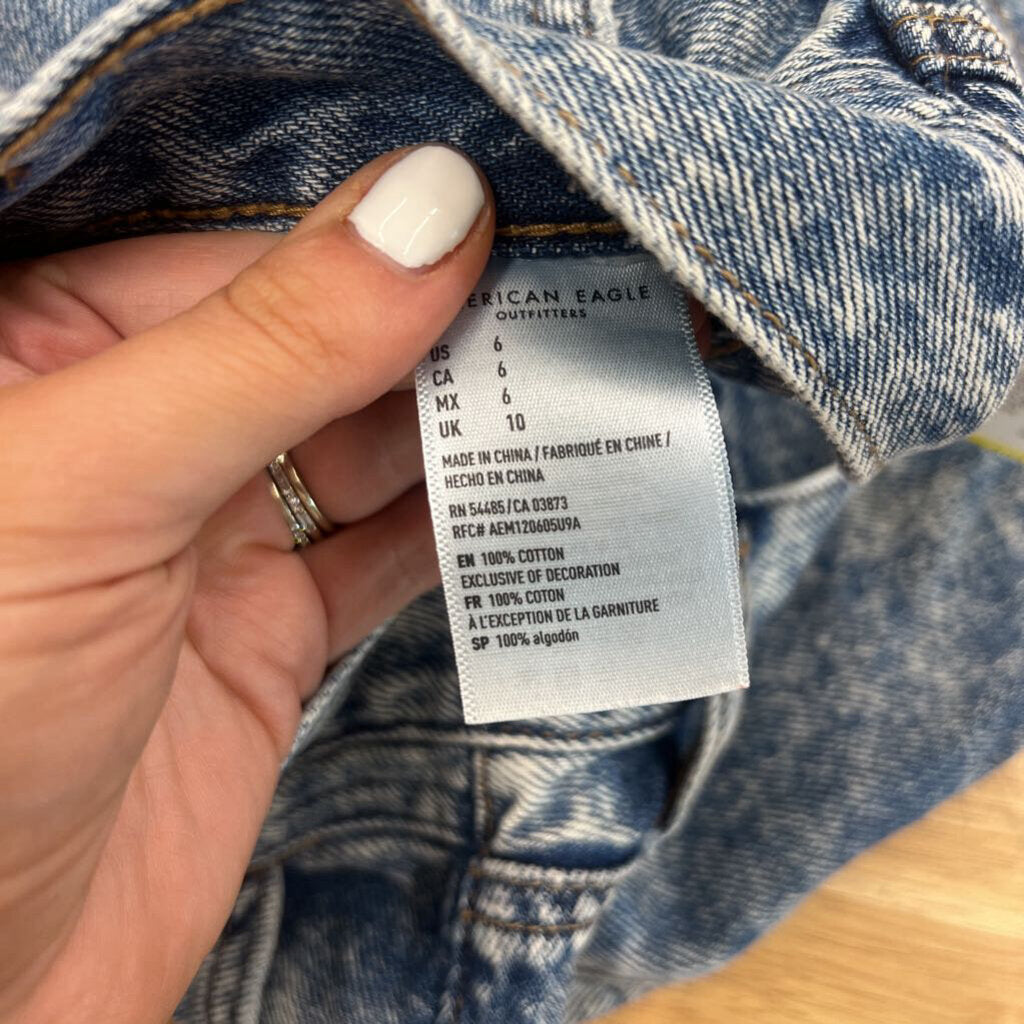 ERICAN EAGLE
OUTFITTERS
US 6
CA 6
MX 6
UK 10
MADE IN CHINA / FABRIQUÉ EN CHINE /
HECHO EN CHINA
RN 54485/CA 03873
RFC# AEM120605U9A
EN 100% COTTON
EXCLUSIVE OF DECORATION
FR 100% COTON
À L'EXCEPTION DE LA GARNITURE
SP 100% algodón